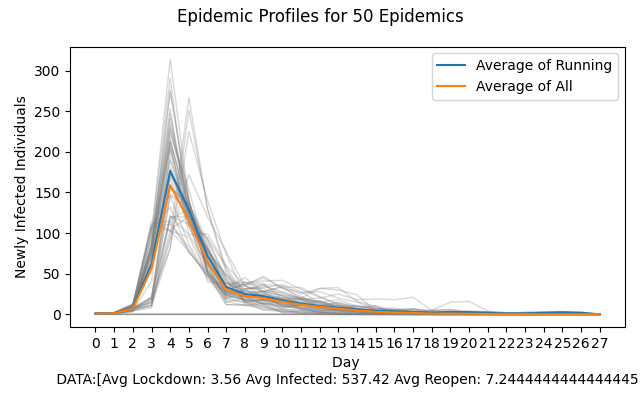 Epidemic Profiles for 50 Epidemics
Newly Infected Individuals
300
250
200
150
100
50
0
Average of Running
Average of All
0 1 2 3 4 5 6 7 8 9 10 11 12 13 14 15 16 17 18 19 20 21 22 23 24 25 26 27
Day
DATA:[Avg Lockdown: 3.56 Avg Infected: 537.42 Avg Reopen: 7.2444444444444445